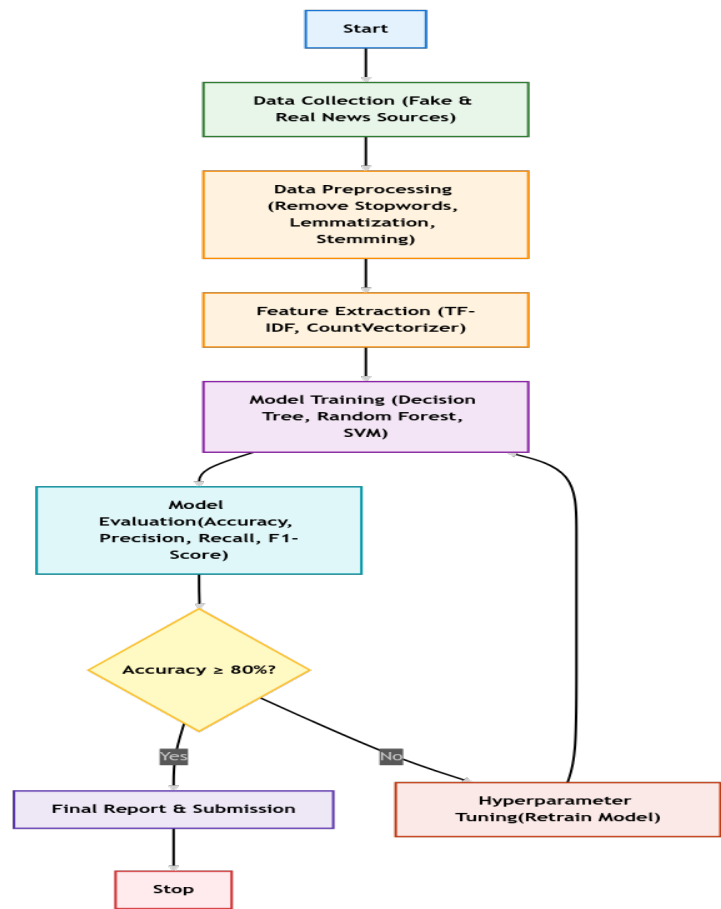 Start
Data Collection (Fake &
Real News Sources)
Data Preprocessing
(Remove Stopwords,
Lemmatization,
Stemming)
Feature Extraction (TF-
IDF, CountVectorizer)
Model Training (Decision
Tree, Random Forest,
SVM)
Model
Evaluation(Accuracy,
Precision, Recall, F1-
Score)
Accuracy ≥ 80%?
Yes
No
Final Report & Submission
Hyperparameter
Tuning(Retrain Model)
Stop